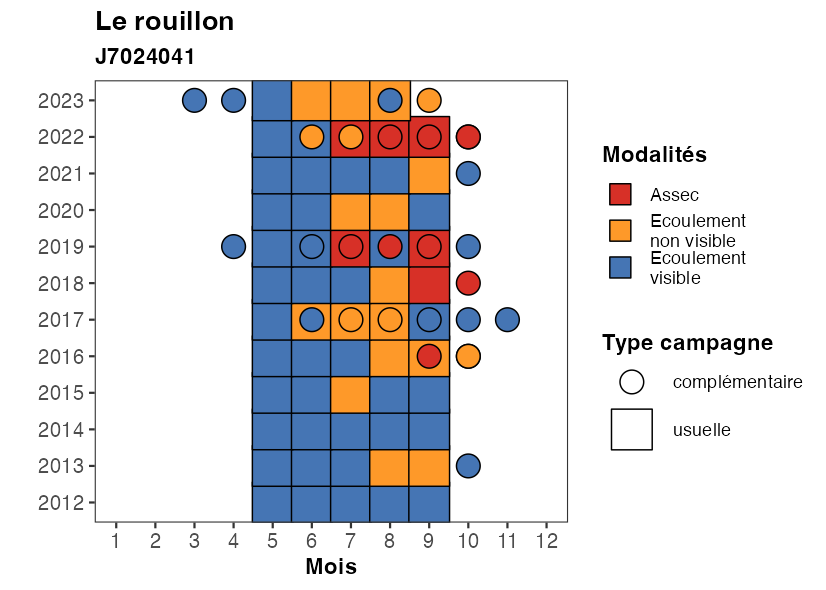 Le rouillon
J7024041
2023
2022
2021
2020
2019
2018
2017
2016
2015
2014
2013
2012
1 2 3 4 5 6 7 8 9 10 11 12
Mois
Modalités
Assec
Ecoulement
non visible
Ecoulement
visible
Type campagne
complémentaire
usuelle